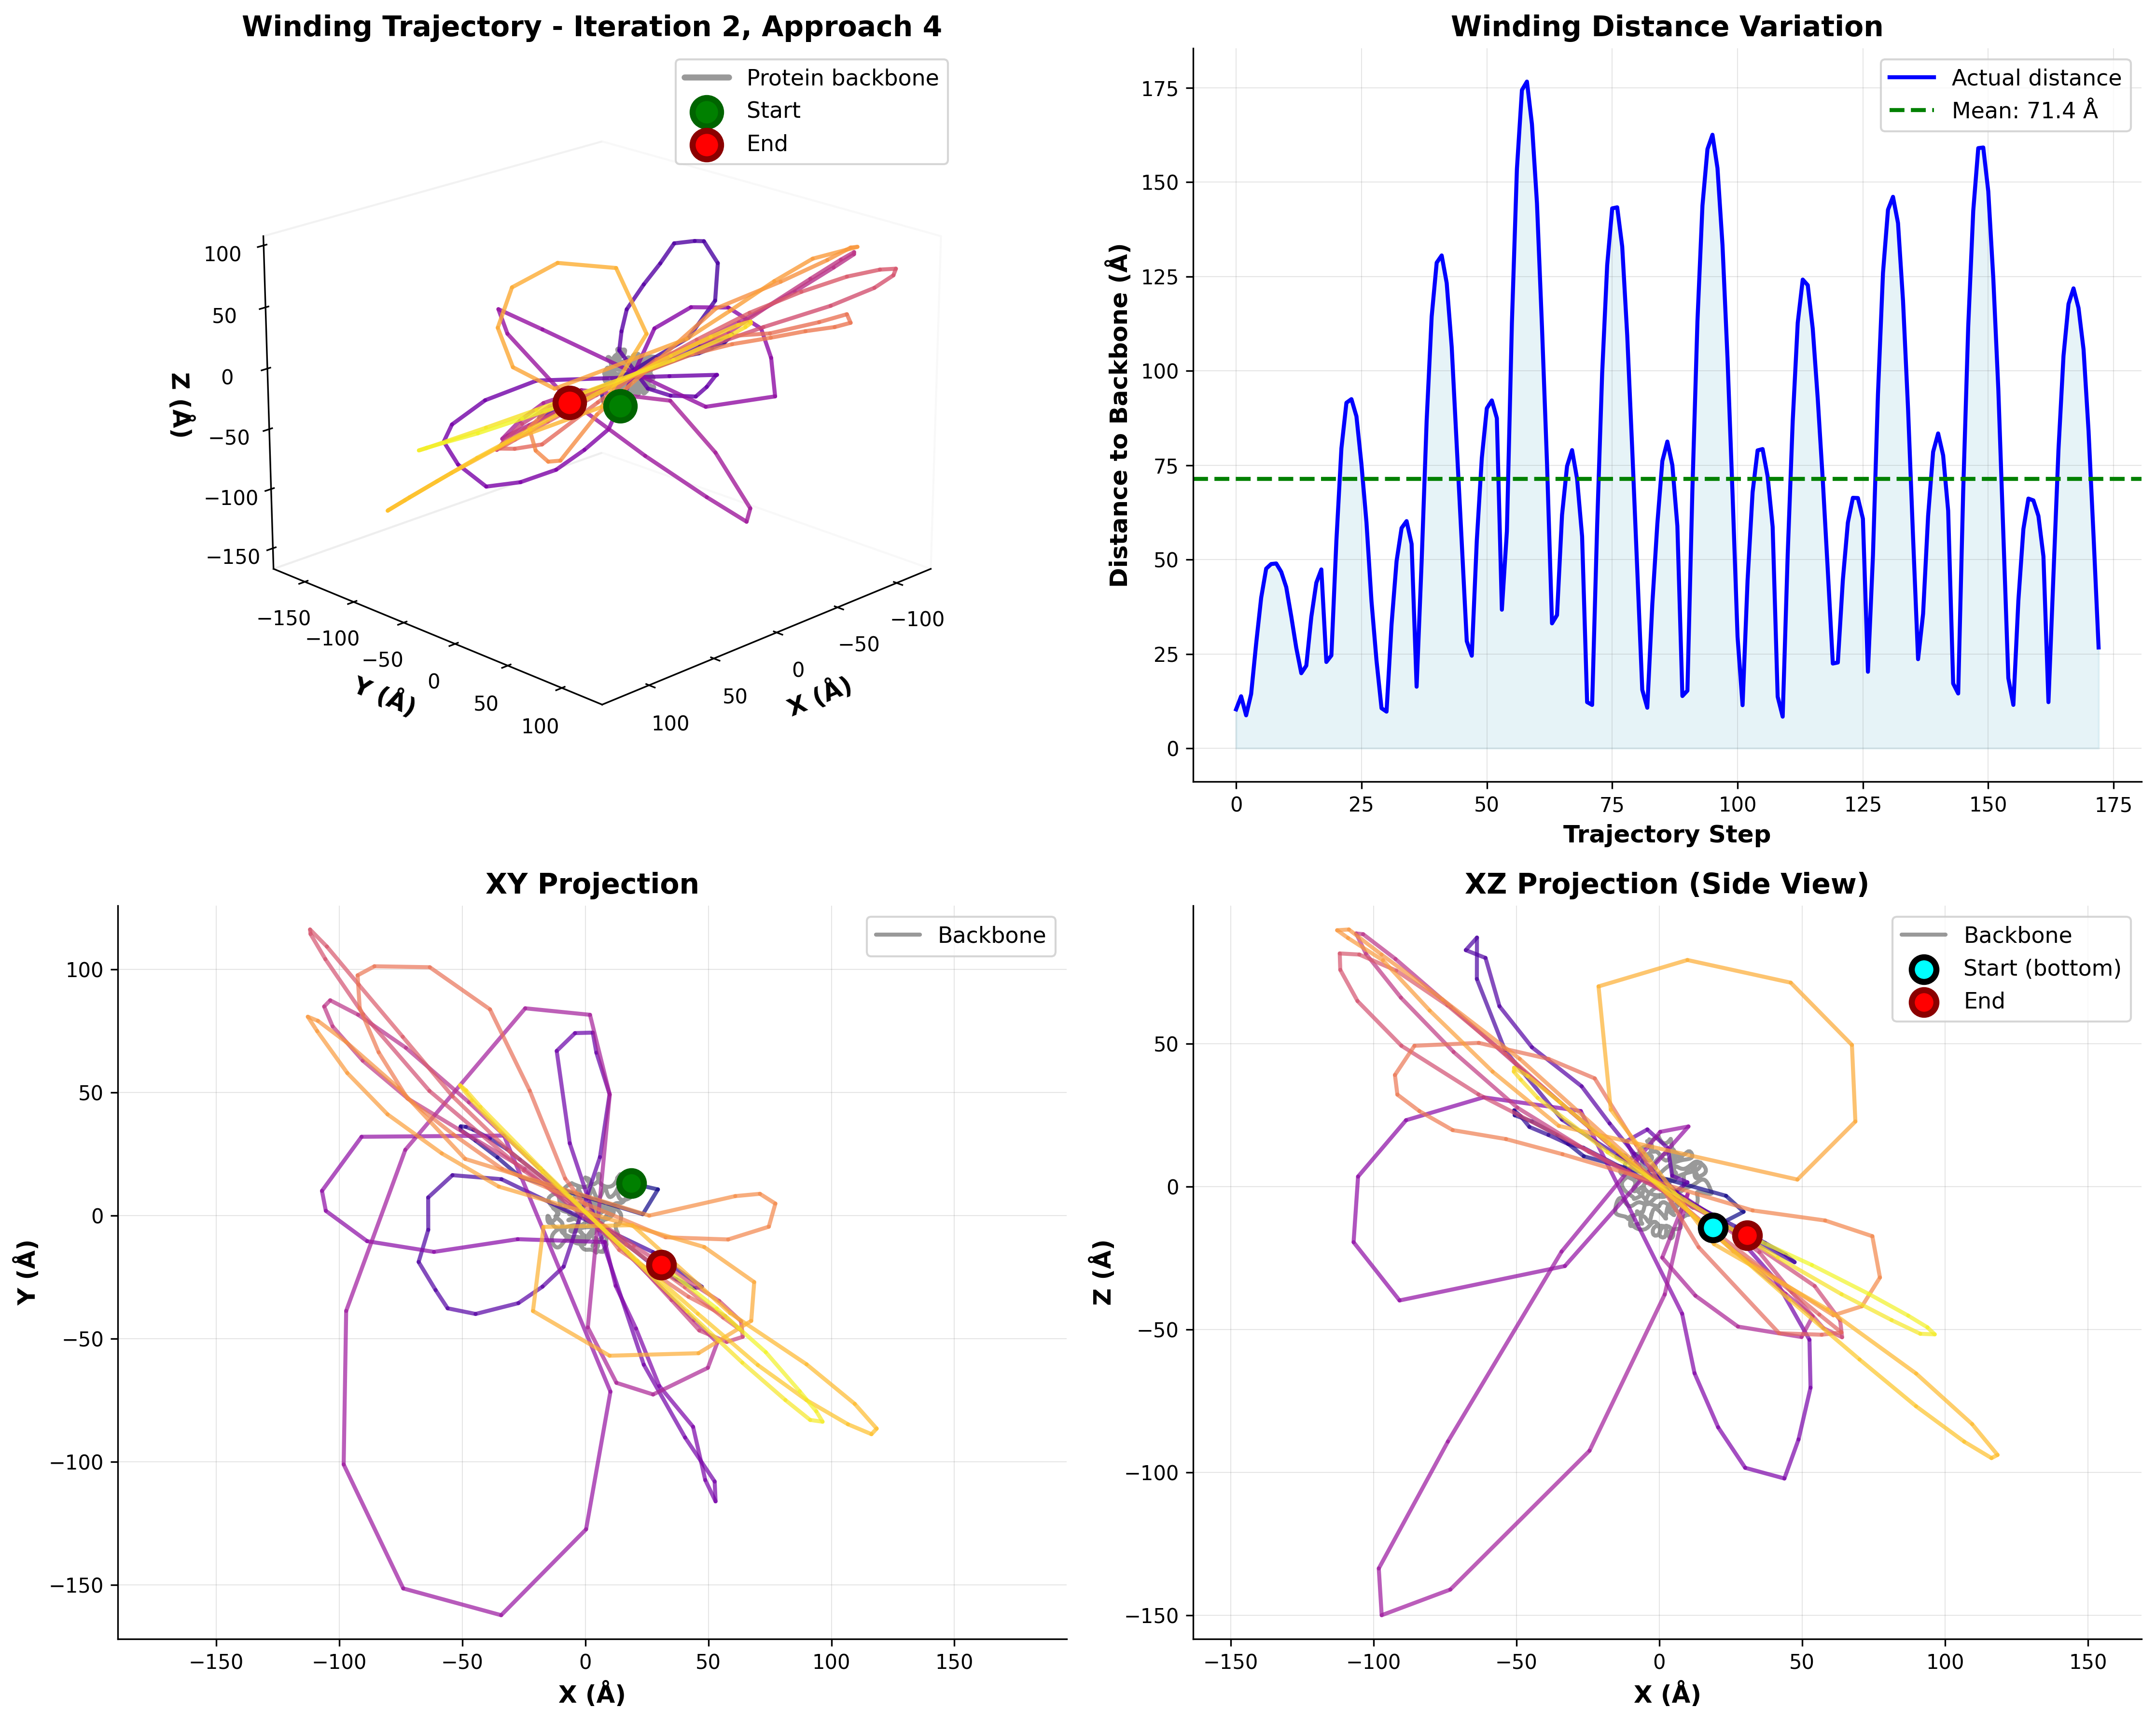 Winding Trajectory - Iteration 2, Approach 4
Protein backbone
Start
End
100
50
0
−50
−100
−150
Z (Å)
−150
−100
−50
0
50
100
Y (Å)
100
50
0
−50
−100
X (Å)
Winding Distance Variation
Actual distance
Mean: 71.4 Å
175
150
125
100
75
50
25
0
Distance to Backbone (Å)
0
25
50
75
100
125
150
175
Trajectory Step
XY Projection
Backbone
100
50
0
−50
−100
−150
Y (Å)
−150
−100
−50
0
50
100
150
X (Å)
XZ Projection (Side View)
Backbone
Start (bottom)
End
50
0
−50
−100
−150
Z (Å)
−150
−100
−50
0
50
100
150
X (Å)